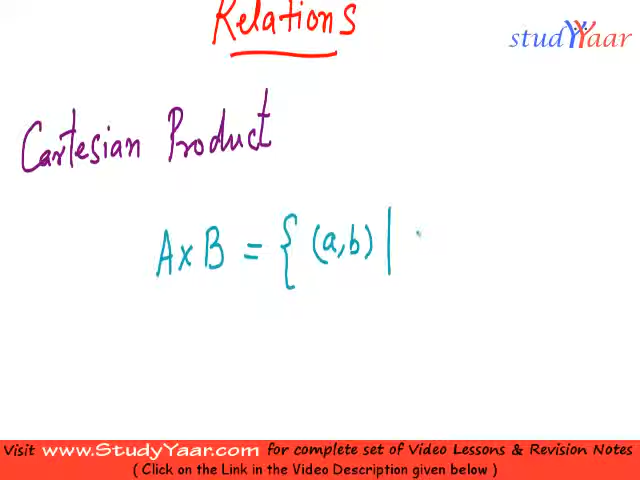 Relations
studYYaar
Cartesian Product
A×B = { (a,b) |
Visit www.StudyYaar.com for complete set of Video Lessons & Revision Notes
( Click on the Link in the Video Description given below )